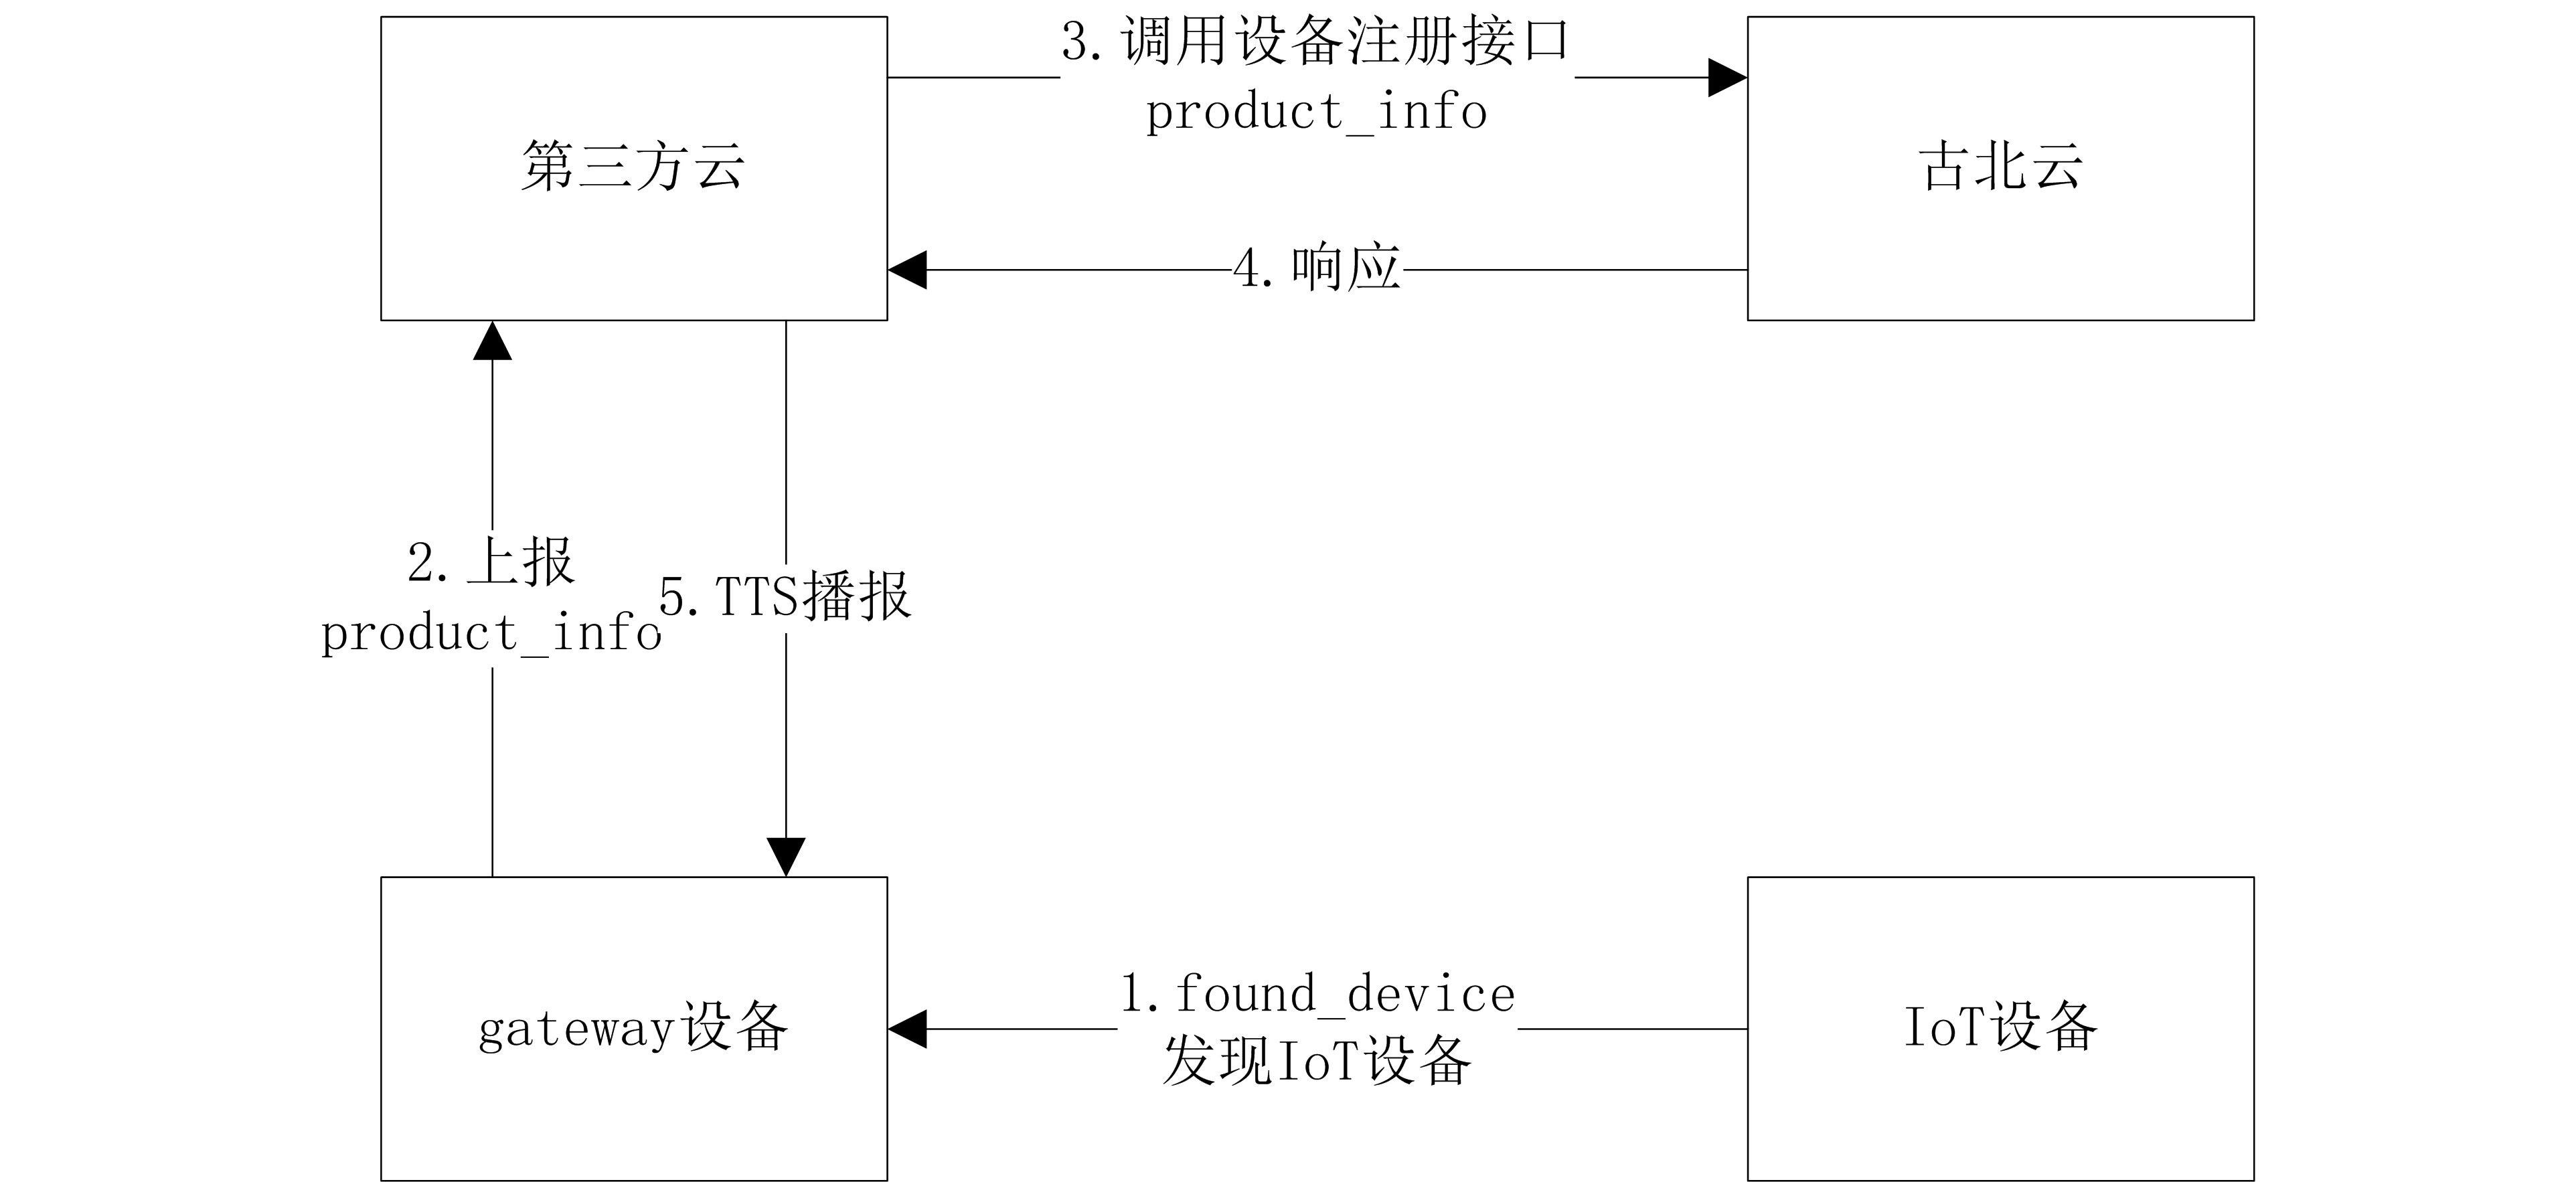 第三方云
3.调用设备注册接口
product_info
古北云
4.响应
2.上报
product_info
5.TTS播报
gateway设备
1.found_device
发现IoT设备
IoT设备